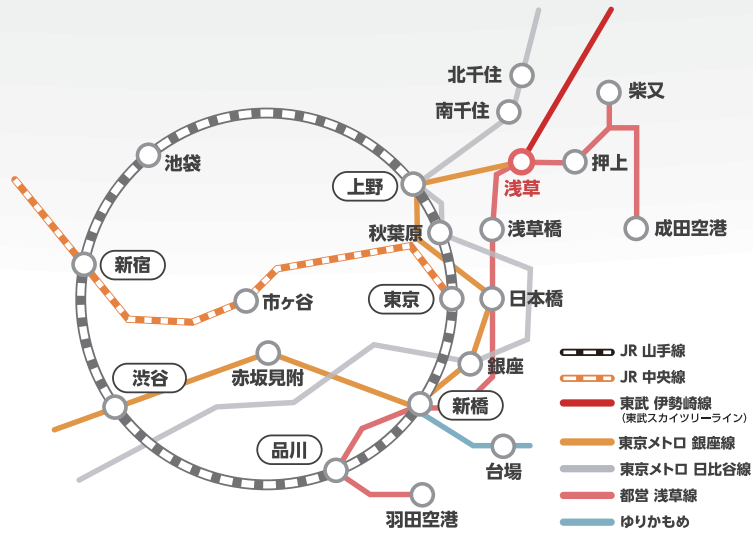 北千住
柴又
南千住
池袋
押上
上野
浅草
秋葉原
浅草橋
成田空港
新宿
市ヶ谷
東京
日本橋
銀座
渋谷
赤坂見附
新橋
品川
台場
羽田空港
JR 山手線
JR 中央線
東武 伊勢崎線
（東武スカイツリーライン）
東京メトロ 銀座線
東京メトロ 日比谷線
都営 浅草線
ゆりかもめ